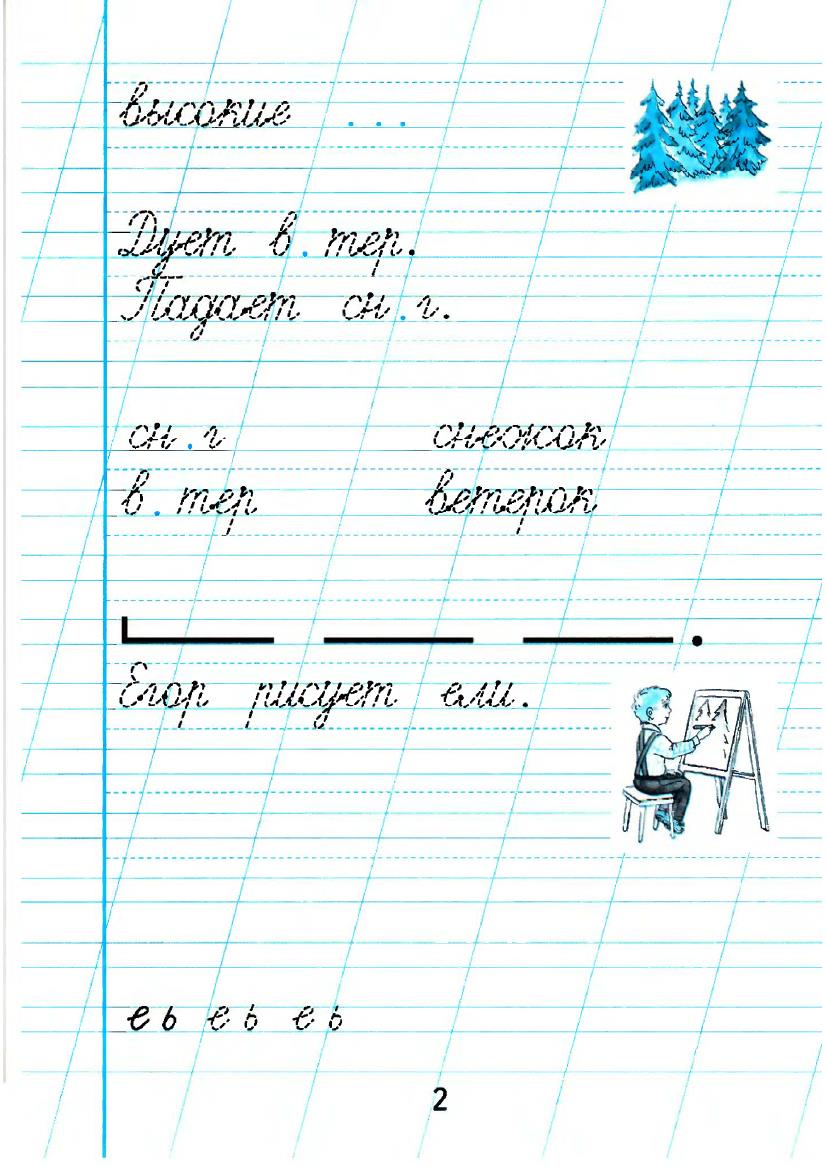 высокие ...
Дует в.тер.
Падает сн.г.
сн.г снежок
в.тер ветерок
Егор рисует ели.
е ь е ь е ь
2